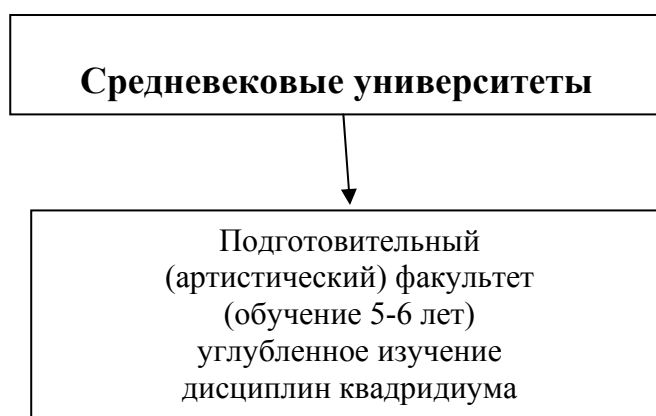 Средневековые университеты
Подготовительный
(артистический) факультет
(обучение 5-6 лет)
углубленное изучение
дисциплин квадридиума